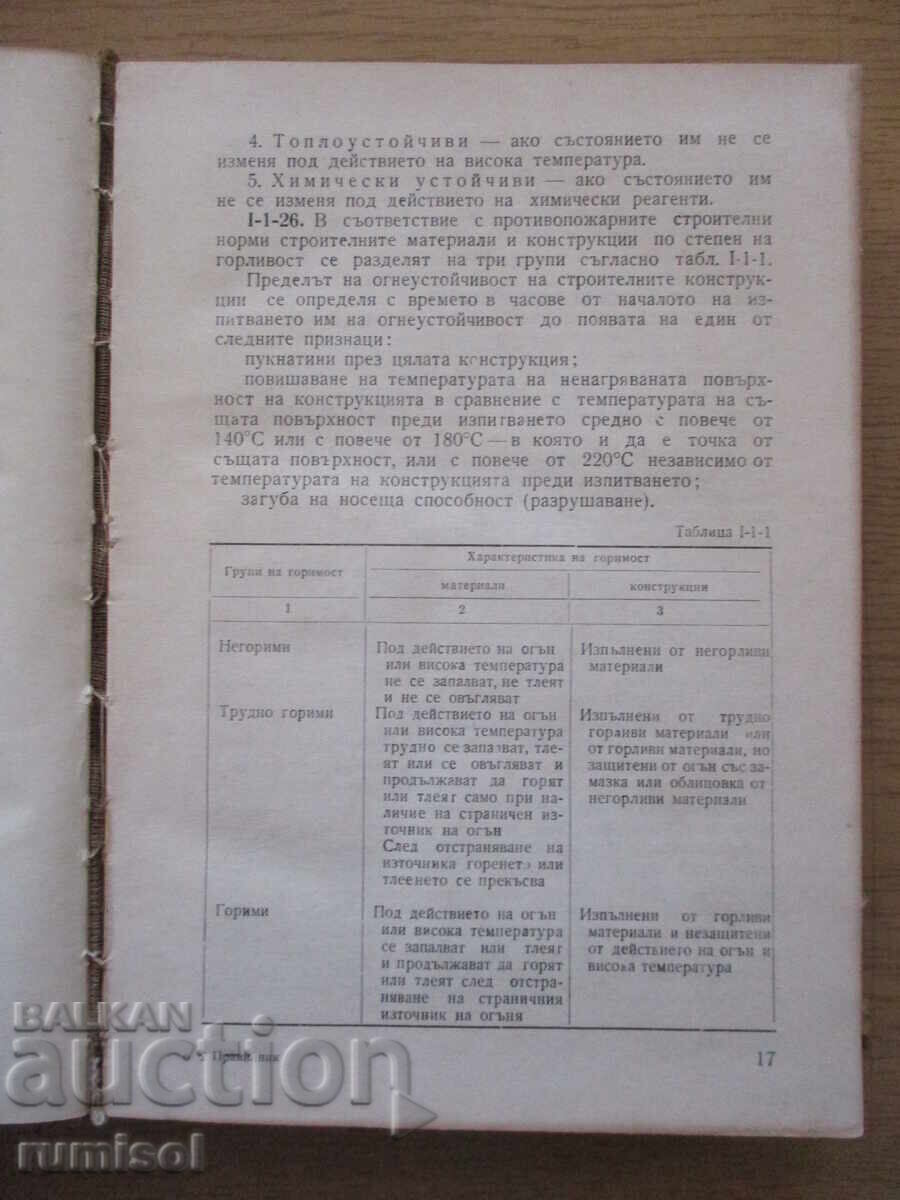 4. Топлоустойчиви — ако състоянието им не се
изменя под действието на висока температура.
5. Химически устойчиви — ако състоянието им
не се изменя под действието на химически реагенти.
I-1-26. В съответствие с противопожарните строителни
норми строителните материали и конструкции по степен на
горливост се разделят на три групи съгласно табл. I-1-1.
Пределът на огнеустойчивост на строителните конструк-
ции се определя с времето в часове от началото на из-
питването им на огнеустойчивост до появата на един от
следните признаци:
пукнатини през цялата конструкция;
повишаване на температурата на ненагряваната повърх-
ност на конструкцията в сравнение с температурата на съ-
щата повърхност преди изпитването средно с повече от
140°C или с повече от 180°C — в която и да е точка от
същата повърхност, или с повече от 220°C независимо от
температурата на конструкцията преди изпитването;
загуба на носеща способност (разрушаване).
Таблица I-1-1
Групи на горимост
Характеристика на горимост
материали
конструкции
1
2
3
Негорими
Под действието на огън
или висока температура
не се запалват, не тлеят
и не се овъгляват
Изпълнени от негорливи
материали
Трудно горими
Под действието на огън
или висока температура
трудно се запалват, тле-
ят или се овъгляват и
продължават да горят
или тлеят само при на-
личие на страничен из-
точник на огън
След отстраняване на
източника горенето или
тлеенето се прекъсва
Изпълнени от трудно
горливи материали или
от горливи материали, но
защитени от огън със за-
мазка или облицовка от
негорливи материали
Горими
Под действието на огън
или висока температура
се запалват или тлеят
и продължават да горят
или тлеят след отстра-
няване на страничния
източник на огъня
Изпълнени от горливи
материали и незащитени
от действието на огън и
висока температура
Правилник
17
BALKAN
auction
rumisol